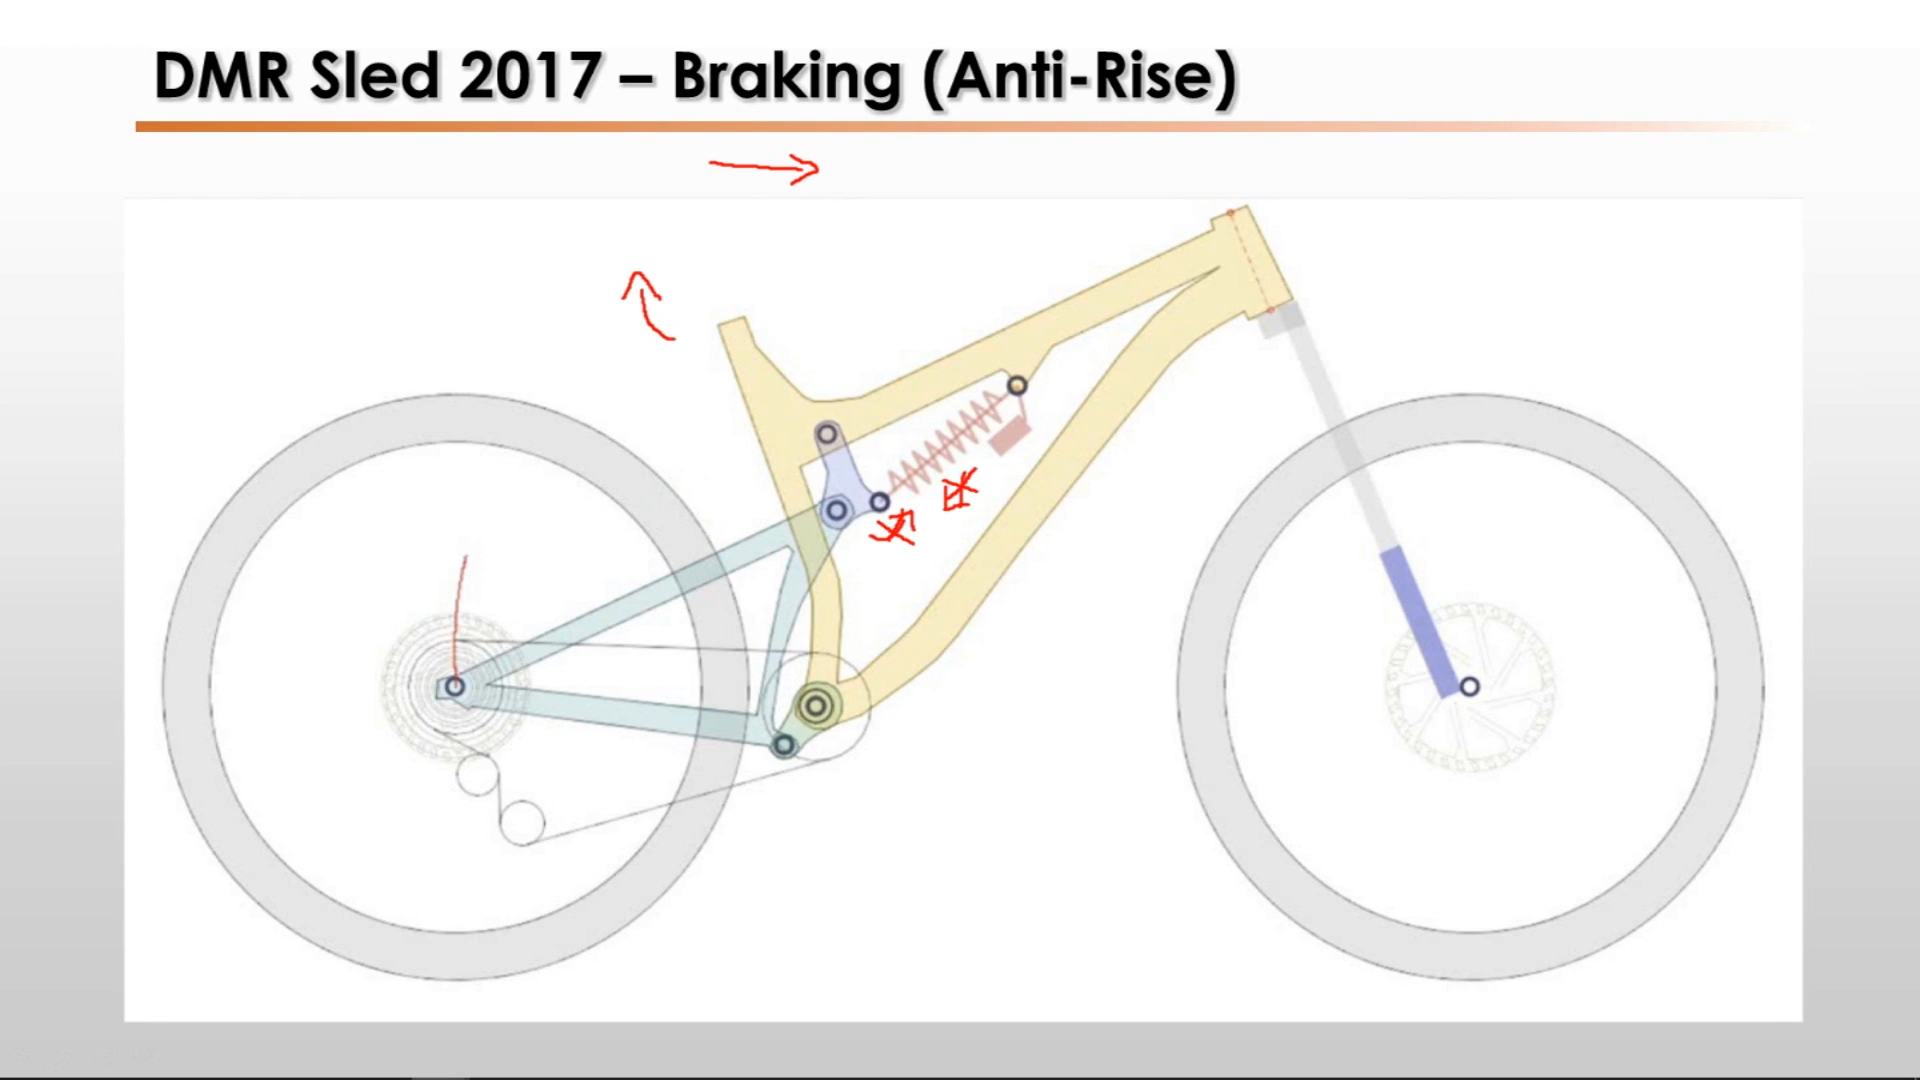 DMR Sled 2017 – Braking (Anti-Rise)